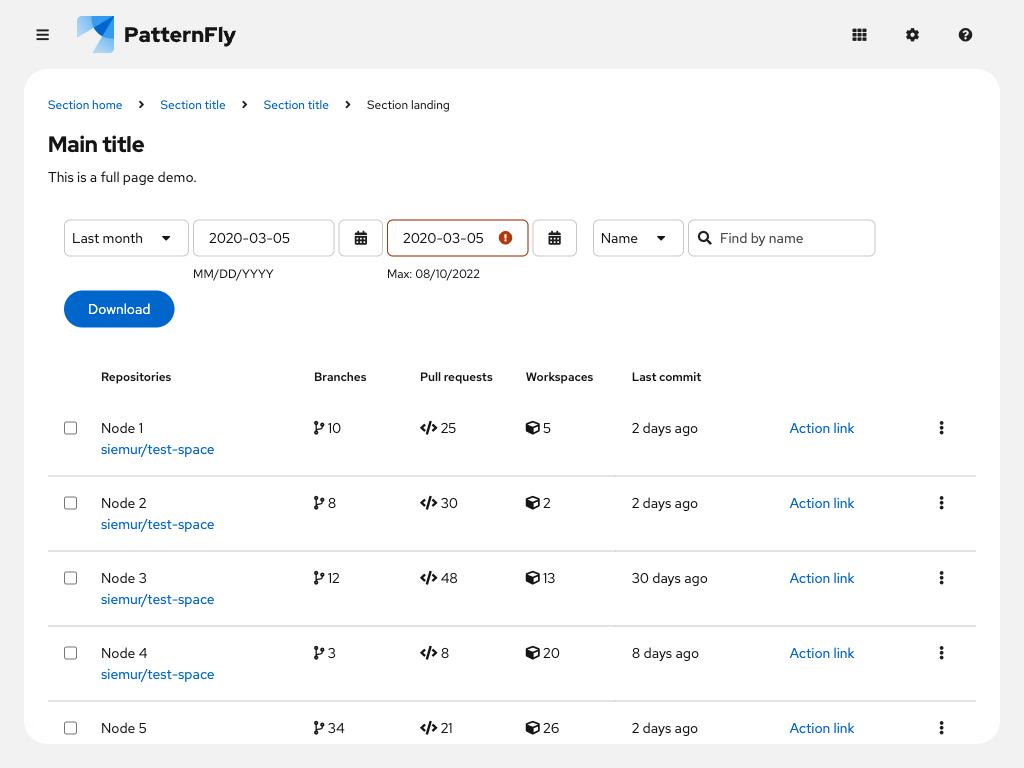 PatternFly
Section home Section title Section title Section landing
Main title
This is a full page demo.
Last month 2020-03-05 2020-03-05 Name Find by name
MM/DD/YYYY Max: 08/10/2022
Download
Repositories Branches Pull requests Workspaces Last commit
Node 1 10 25 5 2 days ago Action link
siemur/test-space
Node 2 8 30 2 2 days ago Action link
siemur/test-space
Node 3 12 48 13 30 days ago Action link
siemur/test-space
Node 4 3 8 20 8 days ago Action link
siemur/test-space
Node 5 34 21 26 2 days ago Action link